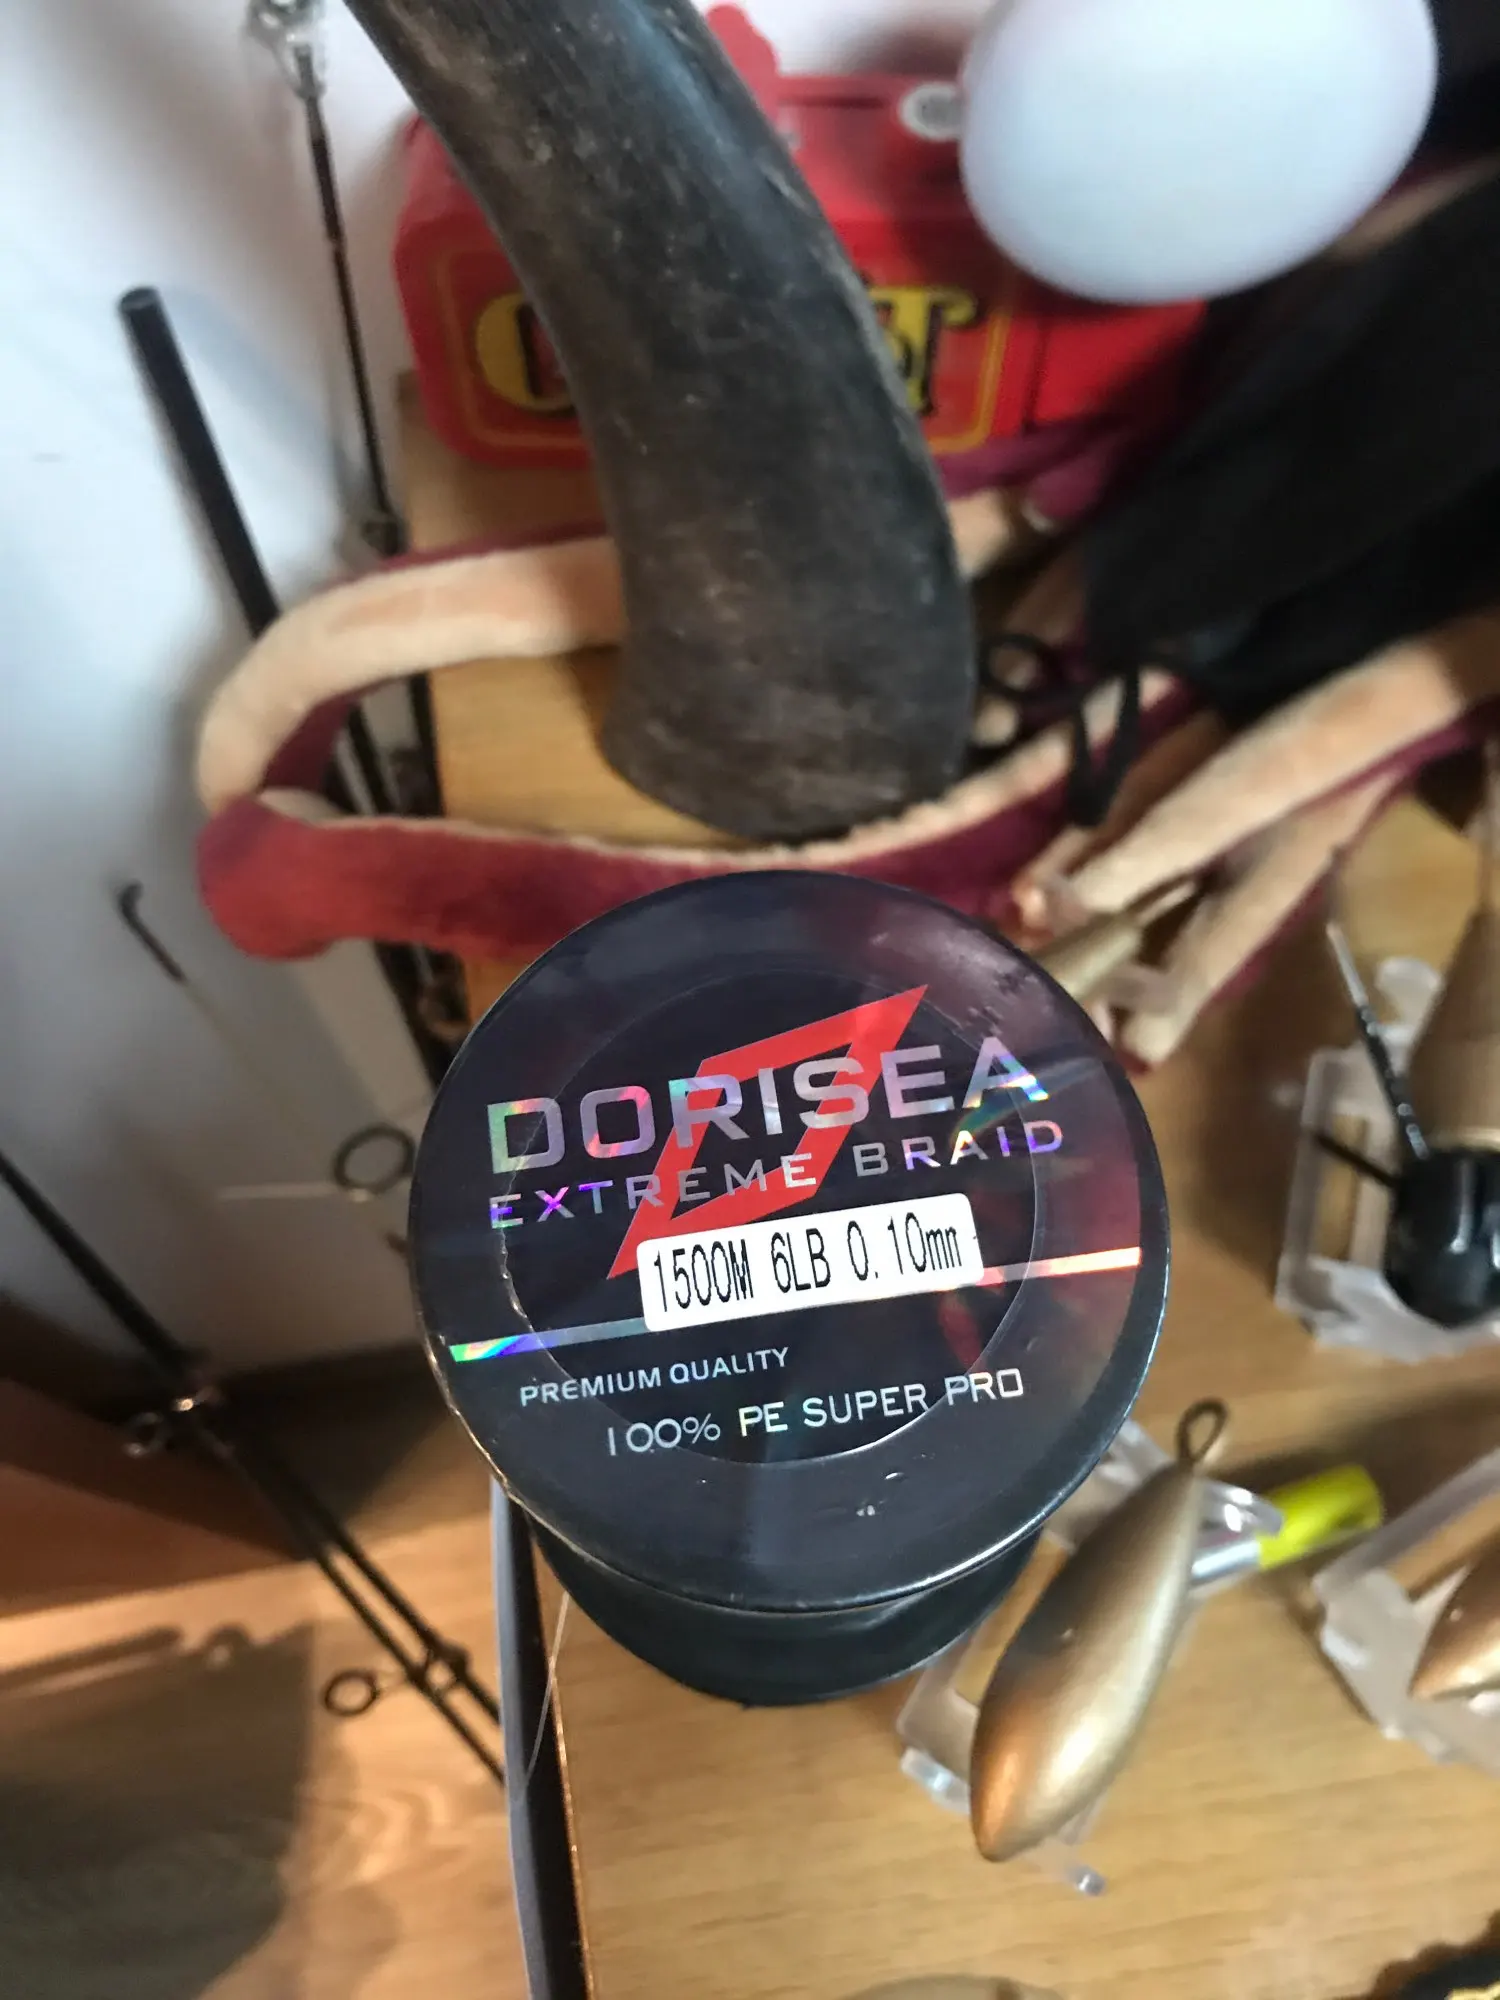 DORISEA
EXTREME BRAID
1500M 6LB 0.10mm
PREMIUM QUALITY
100% PE SUPER PRO